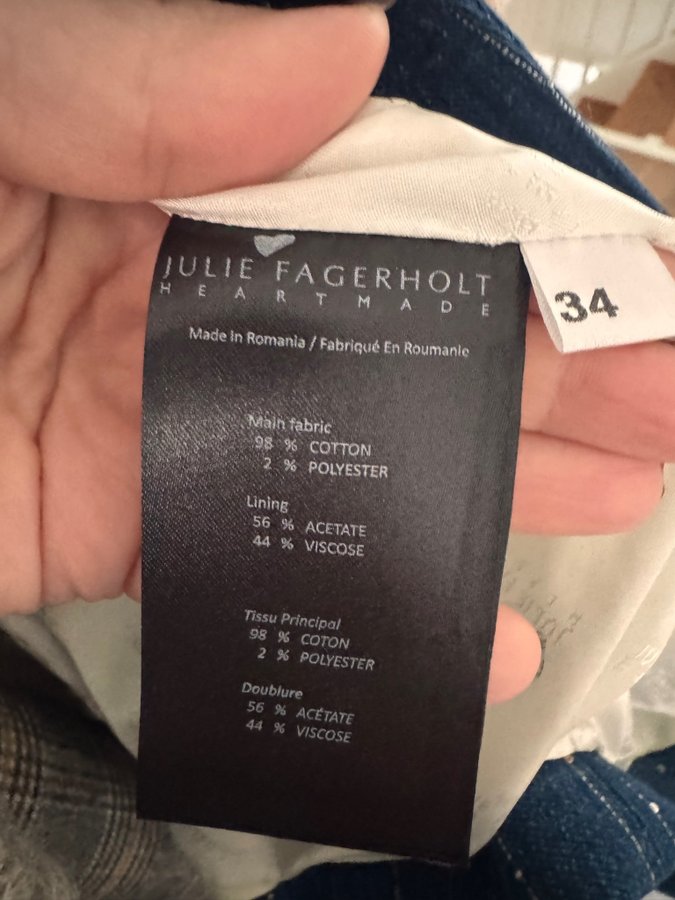 JULIE FAGERHOLT
HEARTMADE
34
Made In Romania / Fabriqué En Roumanie
Main fabric
98 % COTTON
2 % POLYESTER
Lining
56 % ACETATE
44 % VISCOSE
Tissu Principal
98 % COTON
2 % POLYESTER
Doublure
56 % ACÉTATE
44 % VISCOSE